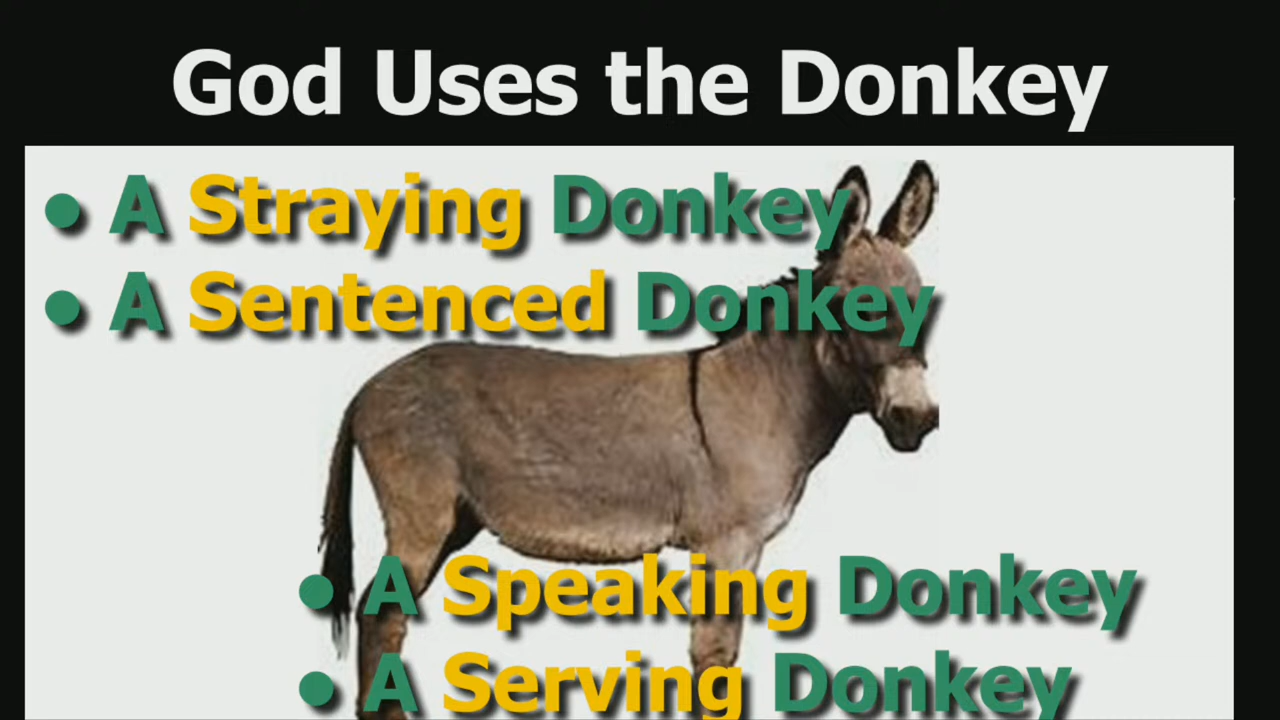 God Uses the Donkey
• A Straying Donkey
• A Sentenced Donkey
• A Speaking Donkey
• A Serving Donkey